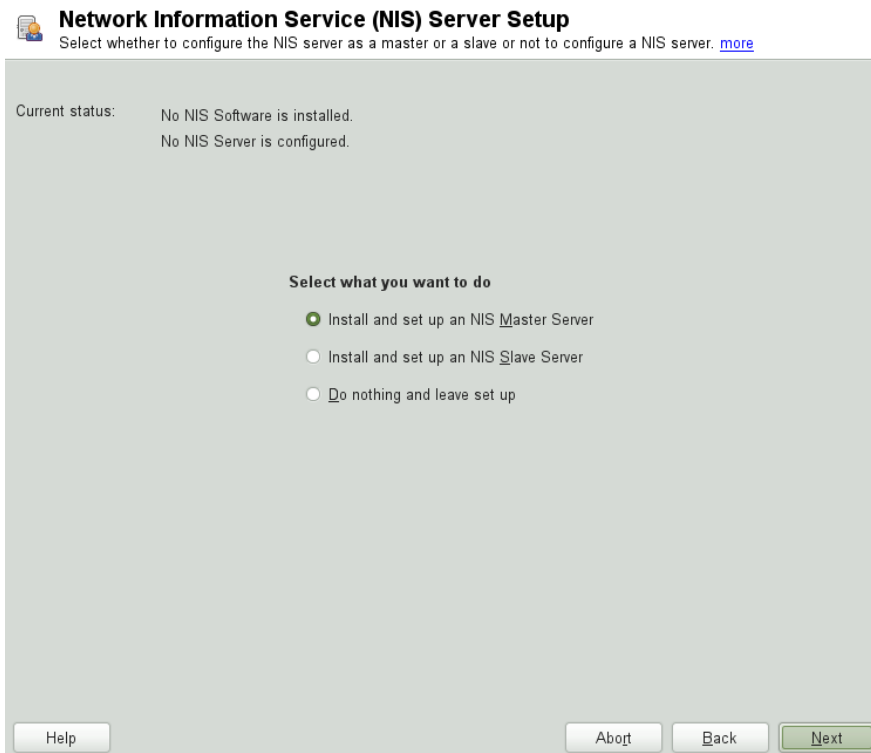 Network Information Service (NIS) Server Setup
Select whether to configure the NIS server as a master or a slave or not to configure a NIS server. more
Current status: No NIS Software is installed.
No NIS Server is configured.
Select what you want to do
Install and set up an NIS Master Server
Install and set up an NIS Slave Server
Do nothing and leave set up
Help Abort Back Next